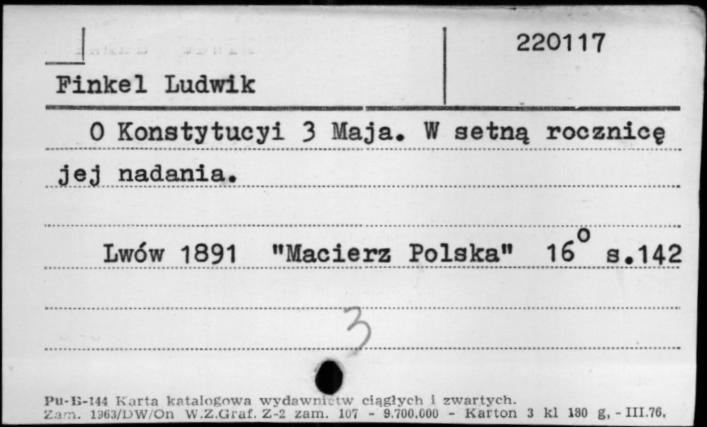 220117
Finkel Ludwik
O Konstytucyi 3 Maja. W setną rocznicę
jej nadania.
Lwów 1891 "Macierz Polska" 16° s.142
3
Pu-B-144 Karta katalogowa wydawnictw ciągłych i zwartych.
Zam. 1963/DW/On W.Z.Graf. Z-2 zam. 107 - 9.700.000 - Karton 3 kl 180 g, - III.76,